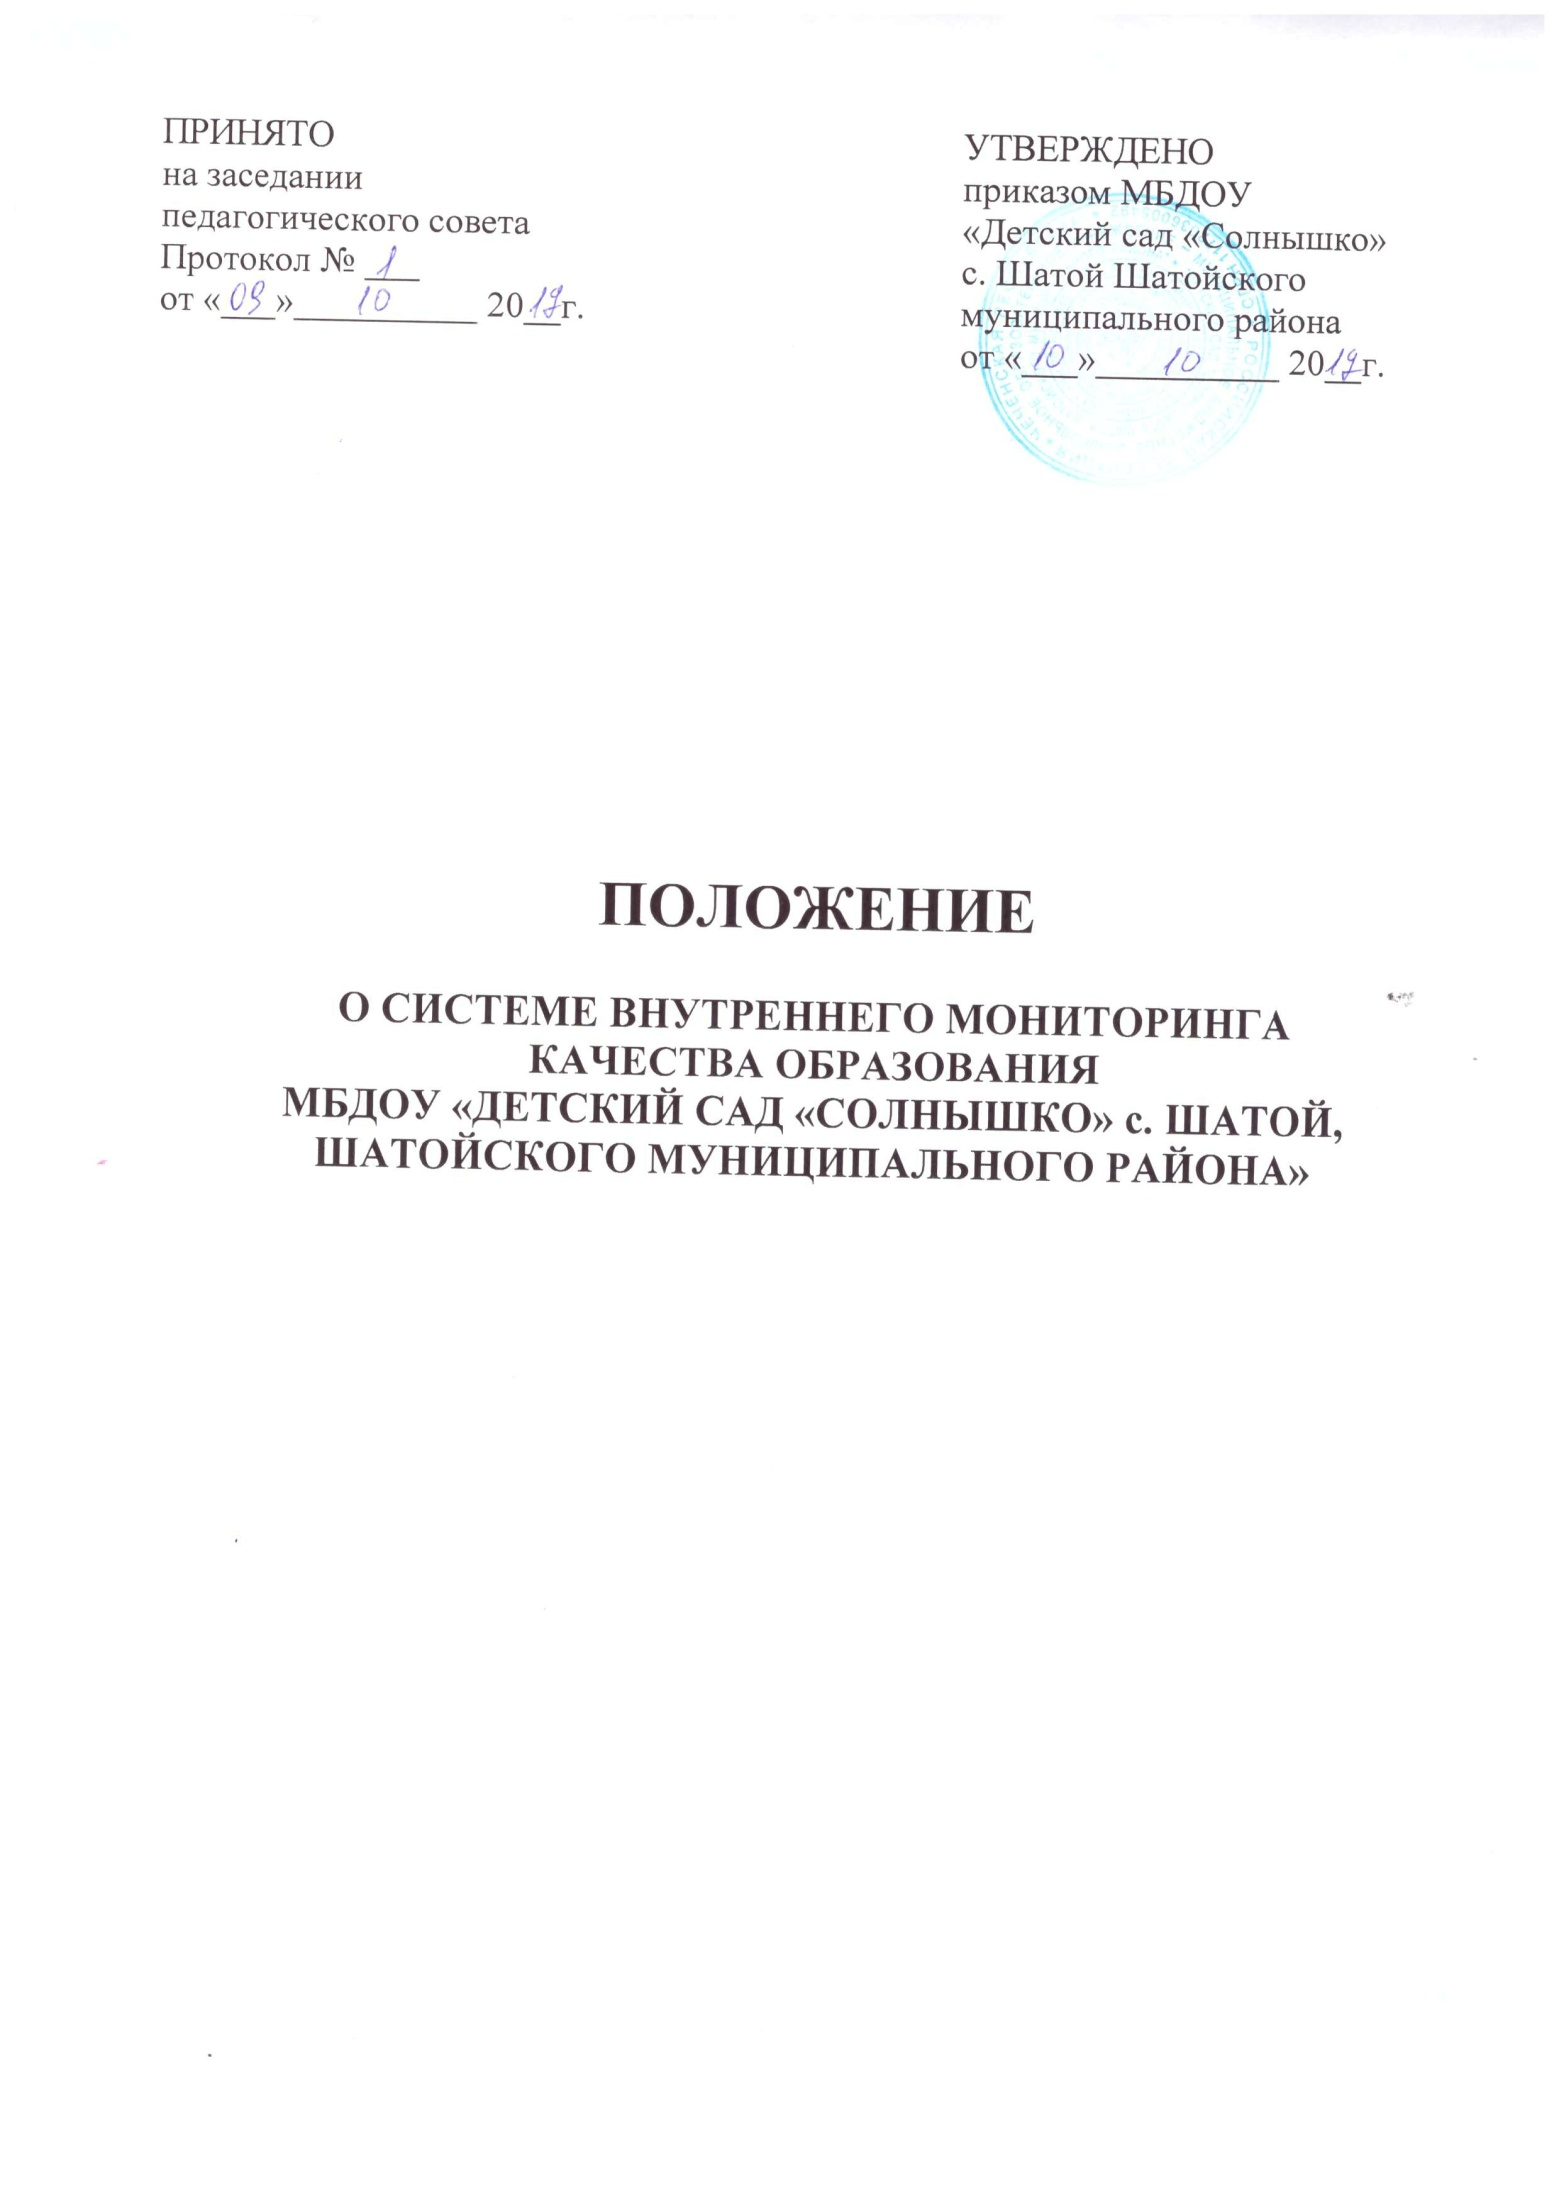 ПРИНЯТО
на заседании
педагогического совета
Протокол № 1
от «09» 10 2019г.
УТВЕРЖДЕНО
приказом МБДОУ
«Детский сад «Солнышко»
с. Шатой Шатойского
муниципального района
от «10» 10 2019г.
ПОЛОЖЕНИЕ
О СИСТЕМЕ ВНУТРЕННЕГО МОНИТОРИНГА
КАЧЕСТВА ОБРАЗОВАНИЯ
МБДОУ «ДЕТСКИЙ САД «СОЛНЫШКО» с. ШАТОЙ,
ШАТОЙСКОГО МУНИЦИПАЛЬНОГО РАЙОНА»